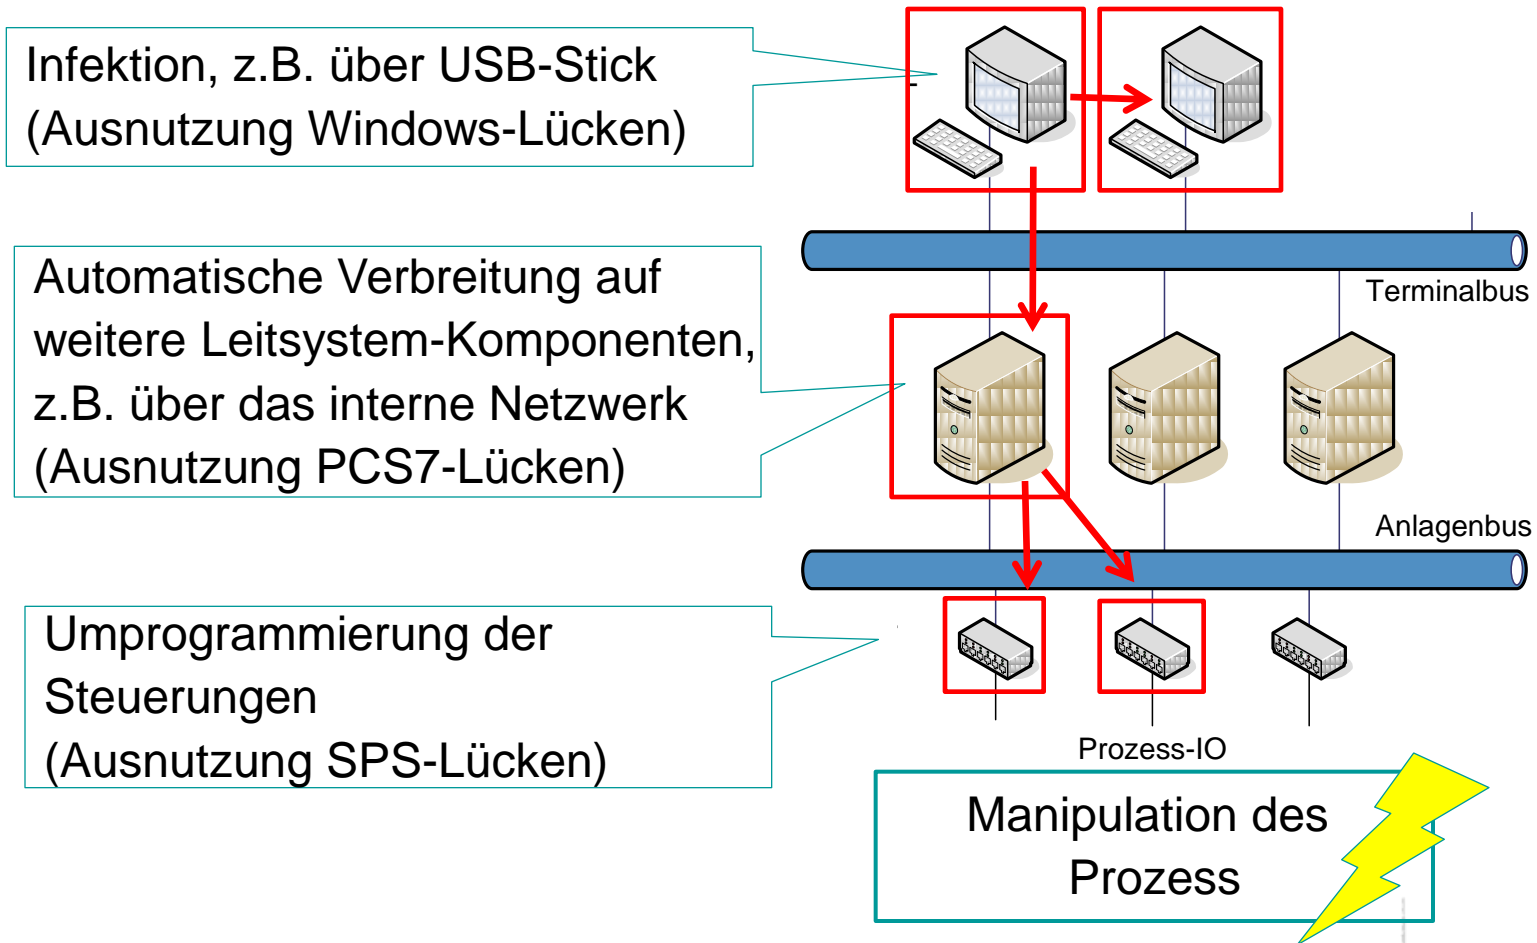 Infektion, z.B. über USB-Stick
(Ausnutzung Windows-Lücken)
Terminalbus
Automatische Verbreitung auf
weitere Leitsystem-Komponenten,
z.B. über das interne Netzwerk
(Ausnutzung PCS7-Lücken)
Anlagenbus
Umprogrammierung der
Steuerungen
(Ausnutzung SPS-Lücken)
Prozess-IO
Manipulation des
Prozess